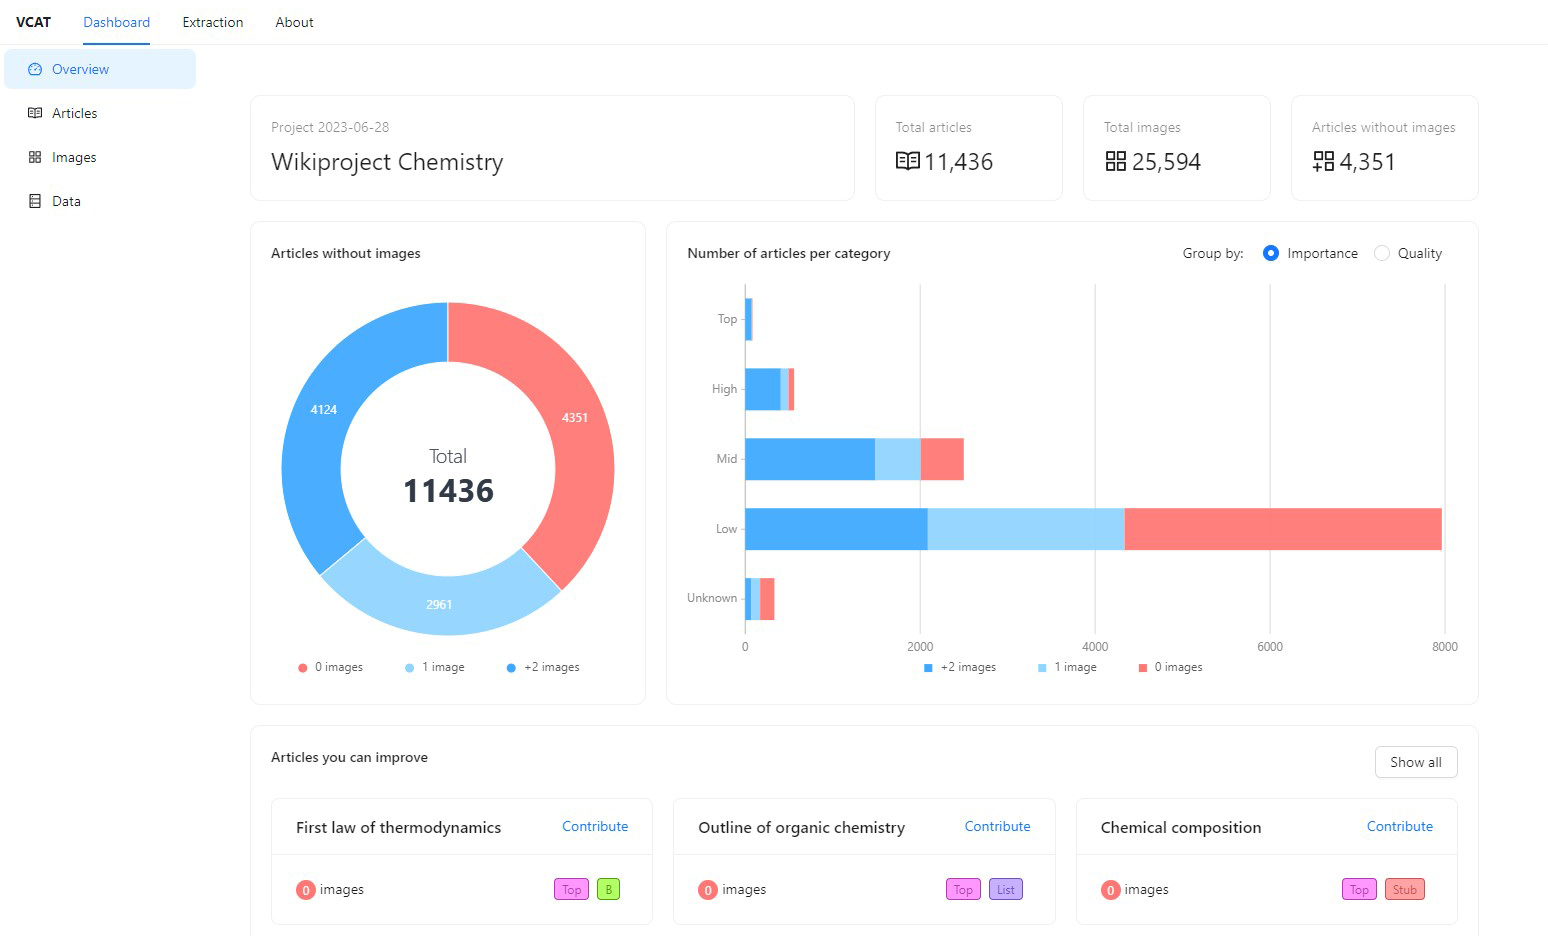 VCAT Dashboard Extraction About
Overview
Articles
Images
Data
Project 2023-06-28
Wikiproject Chemistry
Total articles
11,436
Total images
25,594
Articles without images
4,351
Articles without images
4124
4351
Total
11436
2961
0 images 1 image +2 images
Number of articles per category
Group by: Importance Quality
Top
High
Mid
Low
Unknown
0 2000 4000 6000 8000
+2 images 1 image 0 images
Articles you can improve
Show all
First law of thermodynamics Contribute
0 images Top B
Outline of organic chemistry Contribute
0 images Top List
Chemical composition Contribute
0 images Top Stub